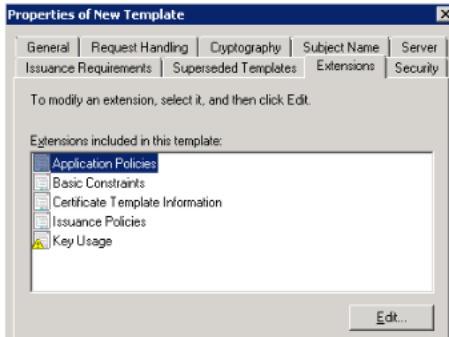 Properties of New Template
General Request Handling Cryptography Subject Name Server
Issuance Requirements Superseded Templates Extensions Security
To modify an extension, select it, and then click Edit.
Extensions included in this template:
Application Policies
Basic Constraints
Certificate Template Information
Issuance Policies
Key Usage
Edit...